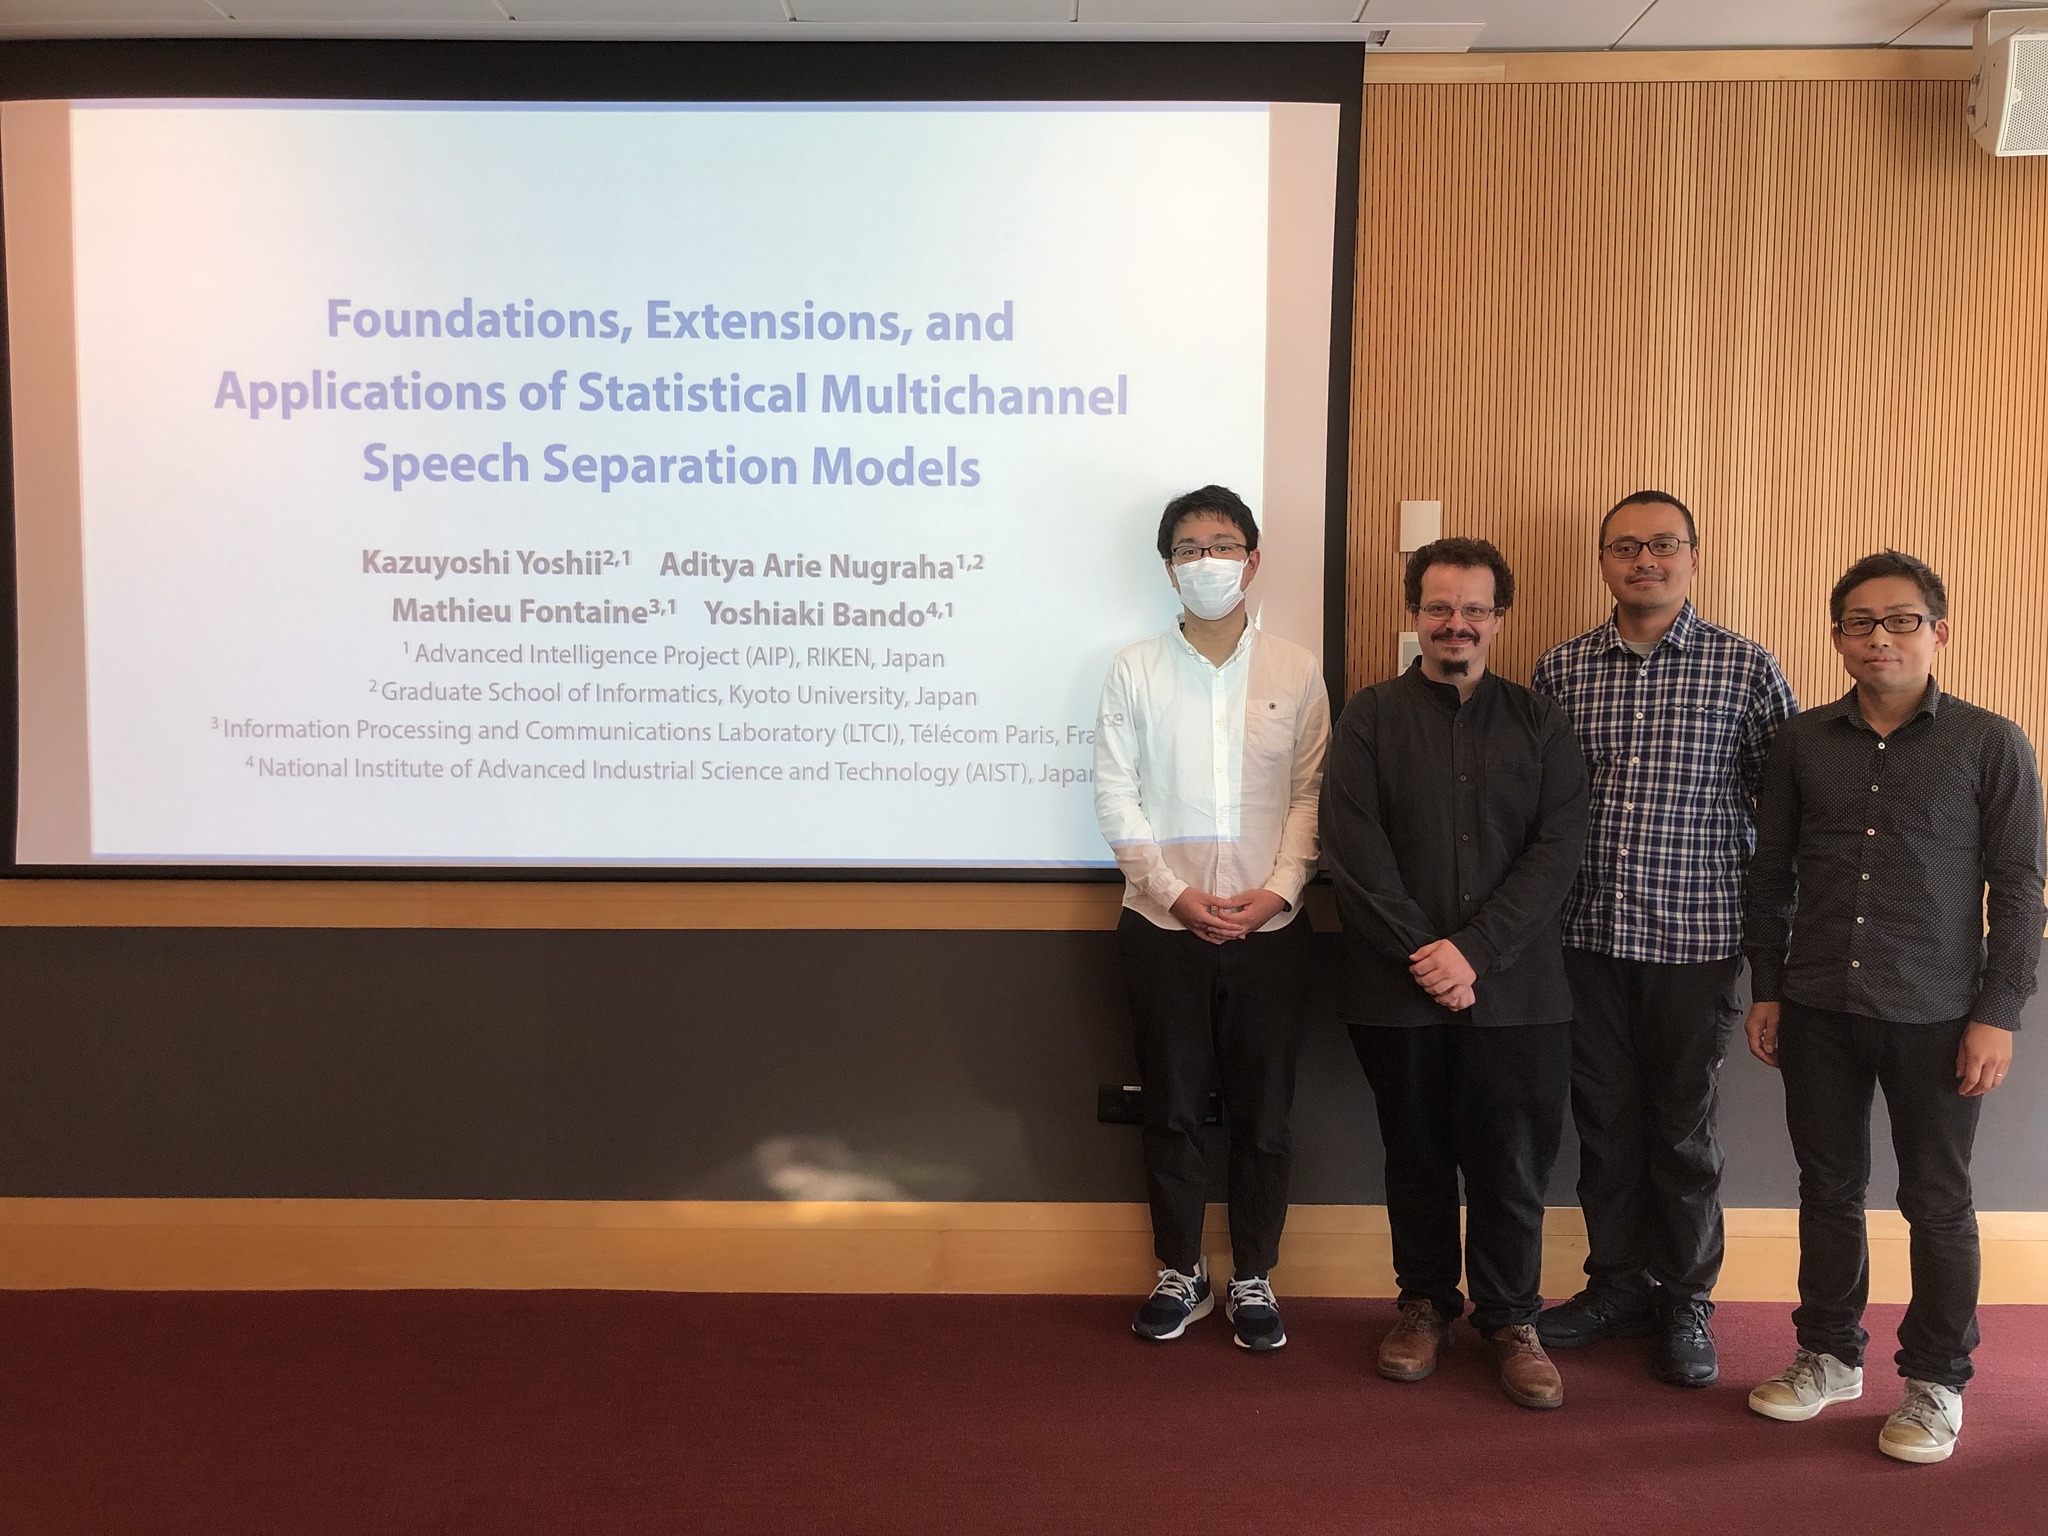 Foundations, Extensions, and
Applications of Statistical Multichannel
Speech Separation Models
Kazuyoshi Yoshii2,1 Aditya Arie Nugraha1,2
Mathieu Fontaine3,1 Yoshiaki Bando4,1
1 Advanced Intelligence Project (AIP), RIKEN, Japan
2 Graduate School of Informatics, Kyoto University, Japan
3 Information Processing and Communications Laboratory (LTCI), Télécom Paris, France
4 National Institute of Advanced Industrial Science and Technology (AIST), Japan